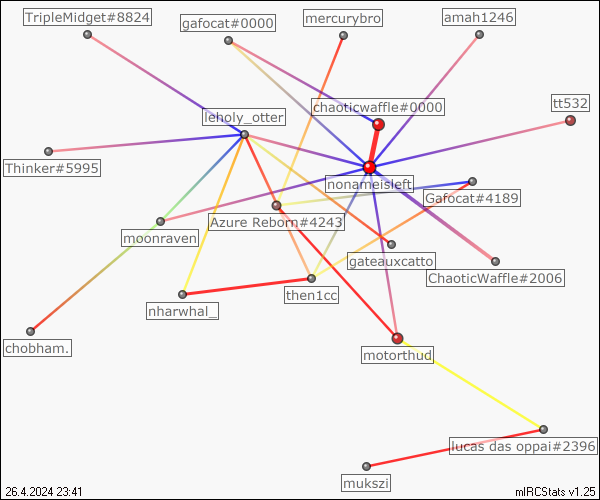 TripleMidget#8824
gafocat#0000
mercurybro
amah1246
chaoticwaffle#0000
tt532
leholy_otter
Thinker#5995
nonameisleft
Gafocat#4189
Azure Reborn#4243
moonraven
gateauxcatto
ChaoticWaffle#2006
then1cc
nharwhal_
chobham.
motorthud
lucas das oppai#2396
mukszi
26.4.2024 23:41
mIRCStats v1.25